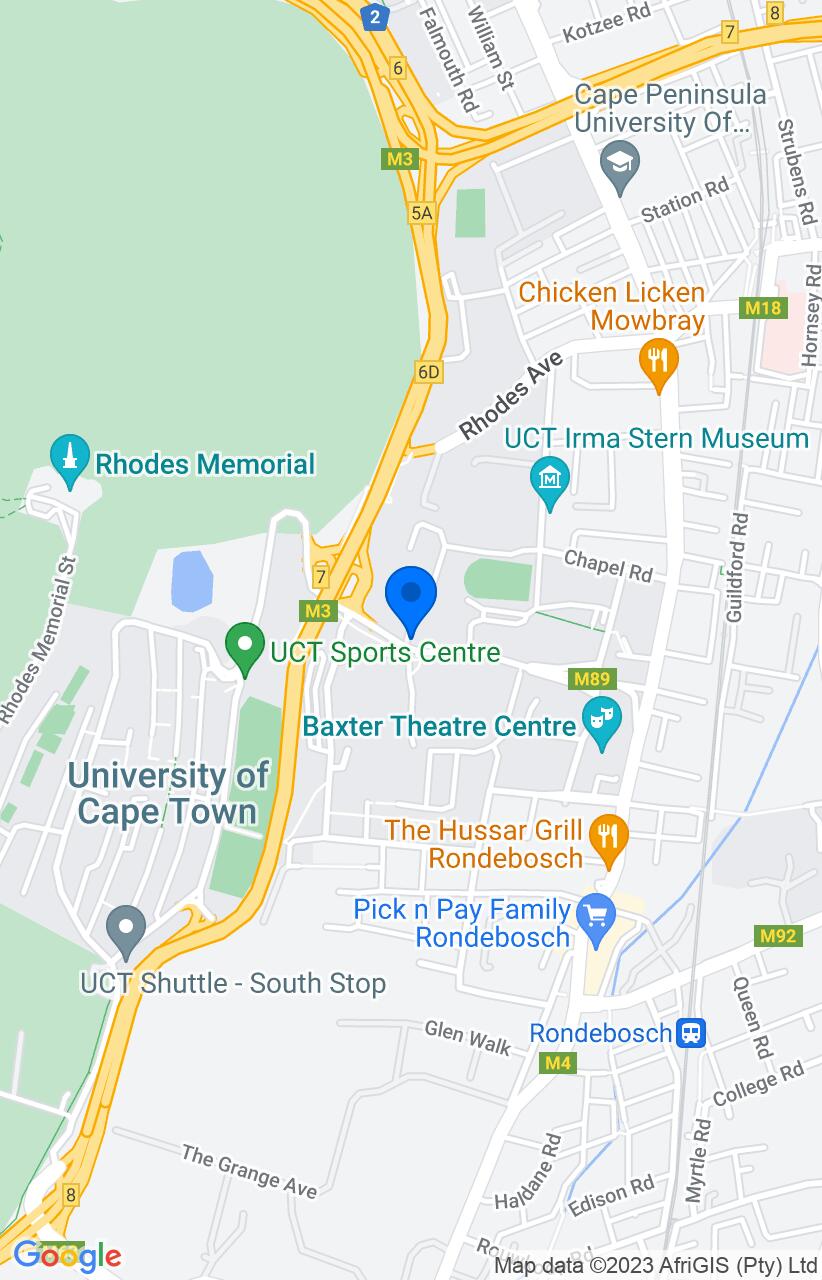 2
William St
Falmouth Rd
Kotzee Rd
8
7
6
Cape Peninsula
University Of...
M3
Strubens Rd
Station Rd
5A
Chicken Licken
Mowbray
M18
Hornsey Rd
6D
Rhodes Ave
UCT Irma Stern Museum
Rhodes Memorial
Guildford Rd
Chapel Rd
7
M3
Rhodes Memorial St
UCT Sports Centre
M89
Baxter Theatre Centre
University of
Cape Town
The Hussar Grill
Rondebosch
Pick n Pay Family
Rondebosch
M92
UCT Shuttle - South Stop
Queen Rd
Glen Walk
Rondebosch
M4
College Rd
Myrtle Rd
The Grange Ave
Haldane Rd
Edison Rd
8
Google
Map data ©2023 AfriGIS (Pty) Ltd